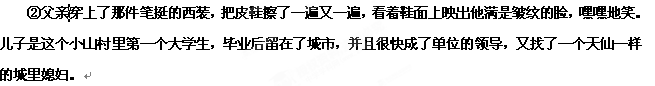 ②父亲穿上了那件笔挺的西装，把皮鞋擦了一遍又一遍，看着鞋面上映出他满是皱纹的脸，嘿嘿地笑。
儿子是这个小山村里第一个大学生，毕业后留在了城市，并且很快成了单位的领导，又找了一个天仙一样
的城里媳妇。